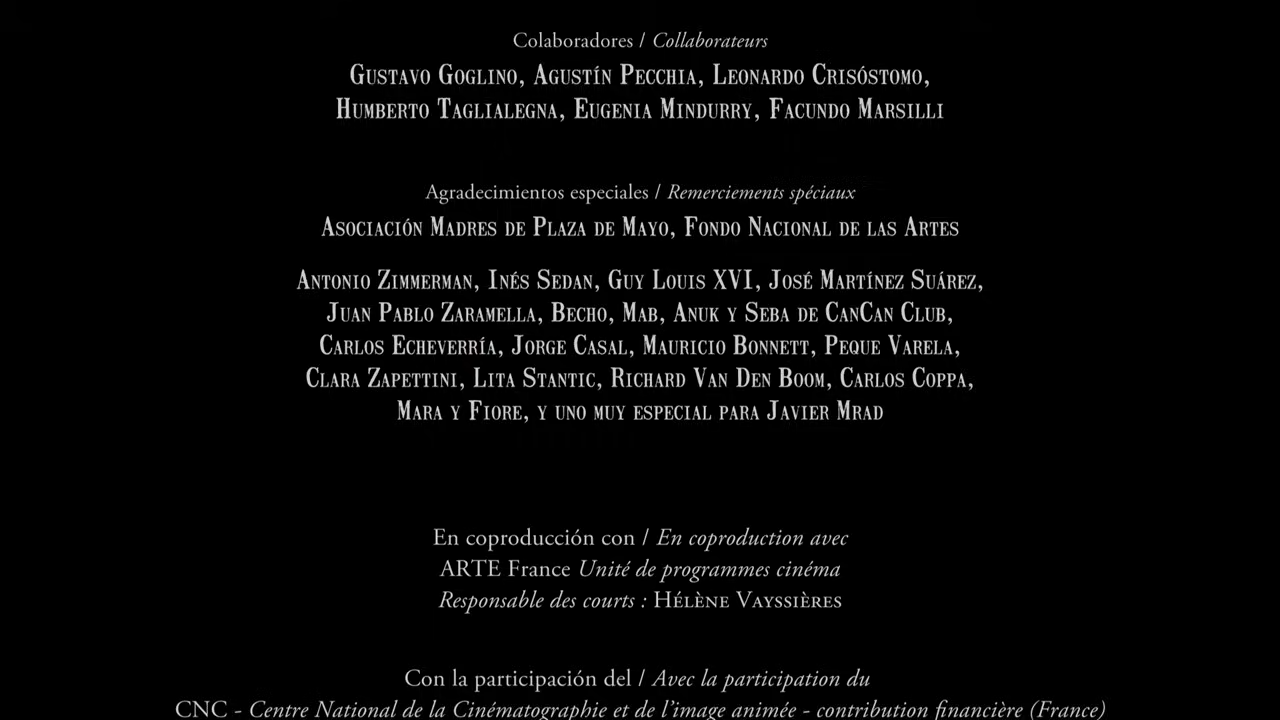 Colaboradores / Collaborateurs
Gustavo Goglino, Agustín Pecchia, Leonardo Crisóstomo,
Humberto Taglialegna, Eugenia Mindurry, Facundo Marsilli
Agradecimientos especiales / Remerciements spéciaux
Asociación Madres de Plaza de Mayo, Fondo Nacional de las Artes
Antonio Zimmerman, Inés Sedan, Guy Louis XVI, José Martínez Suárez,
Juan Pablo Zaramella, Becho, Mab, Anuk y Seba de CanCan Club,
Carlos Echeverría, Jorge Casal, Mauricio Bonnett, Peque Varela,
Clara Zapettini, Lita Stantic, Richard Van Den Boom, Carlos Coppa,
Mara y Fiore, y uno muy especial para Javier Mrad
En coproducción con / En coproduction avec
ARTE France Unité de programmes cinéma
Responsable des courts : Hélène Vayssières
Con la participación del / Avec la participation du
CNC - Centre National de la Cinématographie et de l'image animée - contribution financière (France)